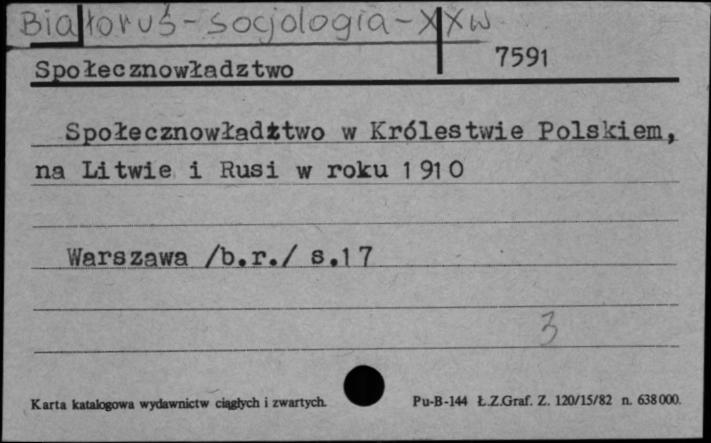 Białoruś - socjologia - XX w
7591
Społecznowładztwo
Społecznowładztwo w Królestwie Polskiem,
na Litwie i Rusi w roku 1910
Warszawa /b.r./ s.17
3
Karta katalogowa wydawnictw ciągłych i zwartych. Pu-B-144 Ł.Z.Graf. Z. 120/15/82 n. 638000.